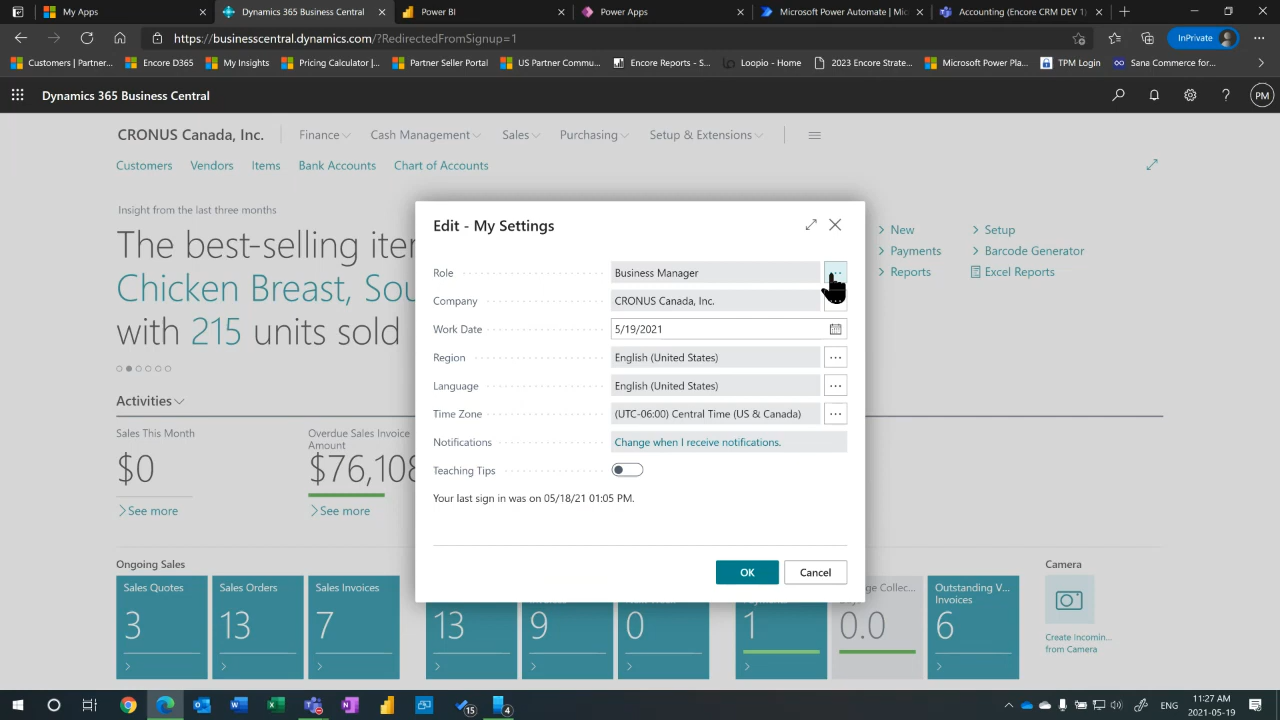 My Apps
Dynamics 365 Business Central
Power BI
Power Apps
Microsoft Power Automate | Mic
Accounting (Encore CRM DEV 1)
https://businesscentral.dynamics.com/?RedirectedFromSignup=1
InPrivate
Customers | Partner...
Encore D365
My Insights
Pricing Calculator |...
Partner Seller Portal
US Partner Commu...
Encore Reports - S...
Loopio - Home
2023 Encore Strate...
Microsoft Power Pla...
TPM Login
Sana Commerce for...
Dynamics 365 Business Central
PM
CRONUS Canada, Inc.
Finance
Cash Management
Sales
Purchasing
Setup & Extensions
Customers
Vendors
Items
Bank Accounts
Chart of Accounts
Insight from the last three months
The best-selling ite
Chicken Breast, Sou
with 215 units sold
> New
> Setup
> Payments
> Barcode Generator
> Reports
Excel Reports
Edit - My Settings
Role
Business Manager
Company
CRONUS Canada, Inc.
Work Date
5/19/2021
Region
English (United States)
Language
English (United States)
Time Zone
(UTC-06:00) Central Time (US & Canada)
Notifications
Change when I receive notifications.
Teaching Tips
Your last sign in was on 05/18/21 01:05 PM.
OK
Cancel
Activities
Sales This Month
$0
>See more
Overdue Sales Invoice
Amount
$76,108
>See more
Ongoing Sales
Sales Quotes
3
Sales Orders
13
Sales Invoices
7
13
9
0
1
ge Collec...
0.0
Outstanding V...
Invoices
6
Camera
Create incomin...
from Camera
15
4
ENG
11:27 AM
2021-05-19